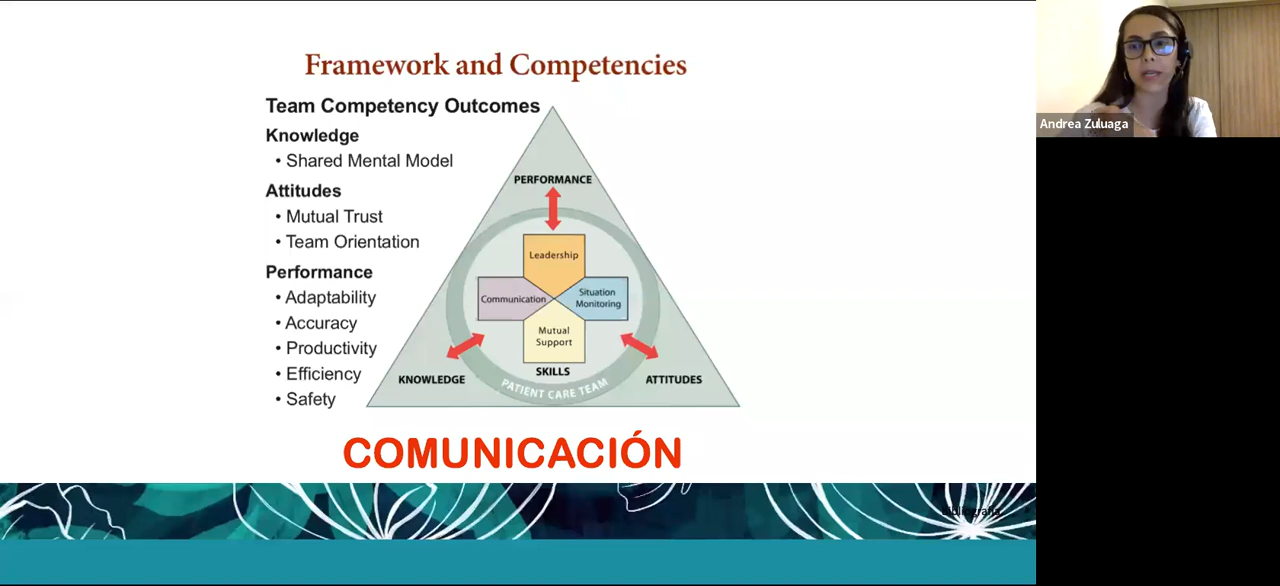 Framework and Competencies
Team Competency Outcomes
Knowledge
• Shared Mental Model
Attitudes
• Mutual Trust
• Team Orientation
Performance
• Adaptability
• Accuracy
• Productivity
• Efficiency
• Safety
PERFORMANCE
Leadership
Communication
Situation
Monitoring
Mutual
Support
SKILLS
KNOWLEDGE
ATTITUDES
PATIENT CARE TEAM
COMUNICACIÓN
Bibliografía
Andrea Zuluaga